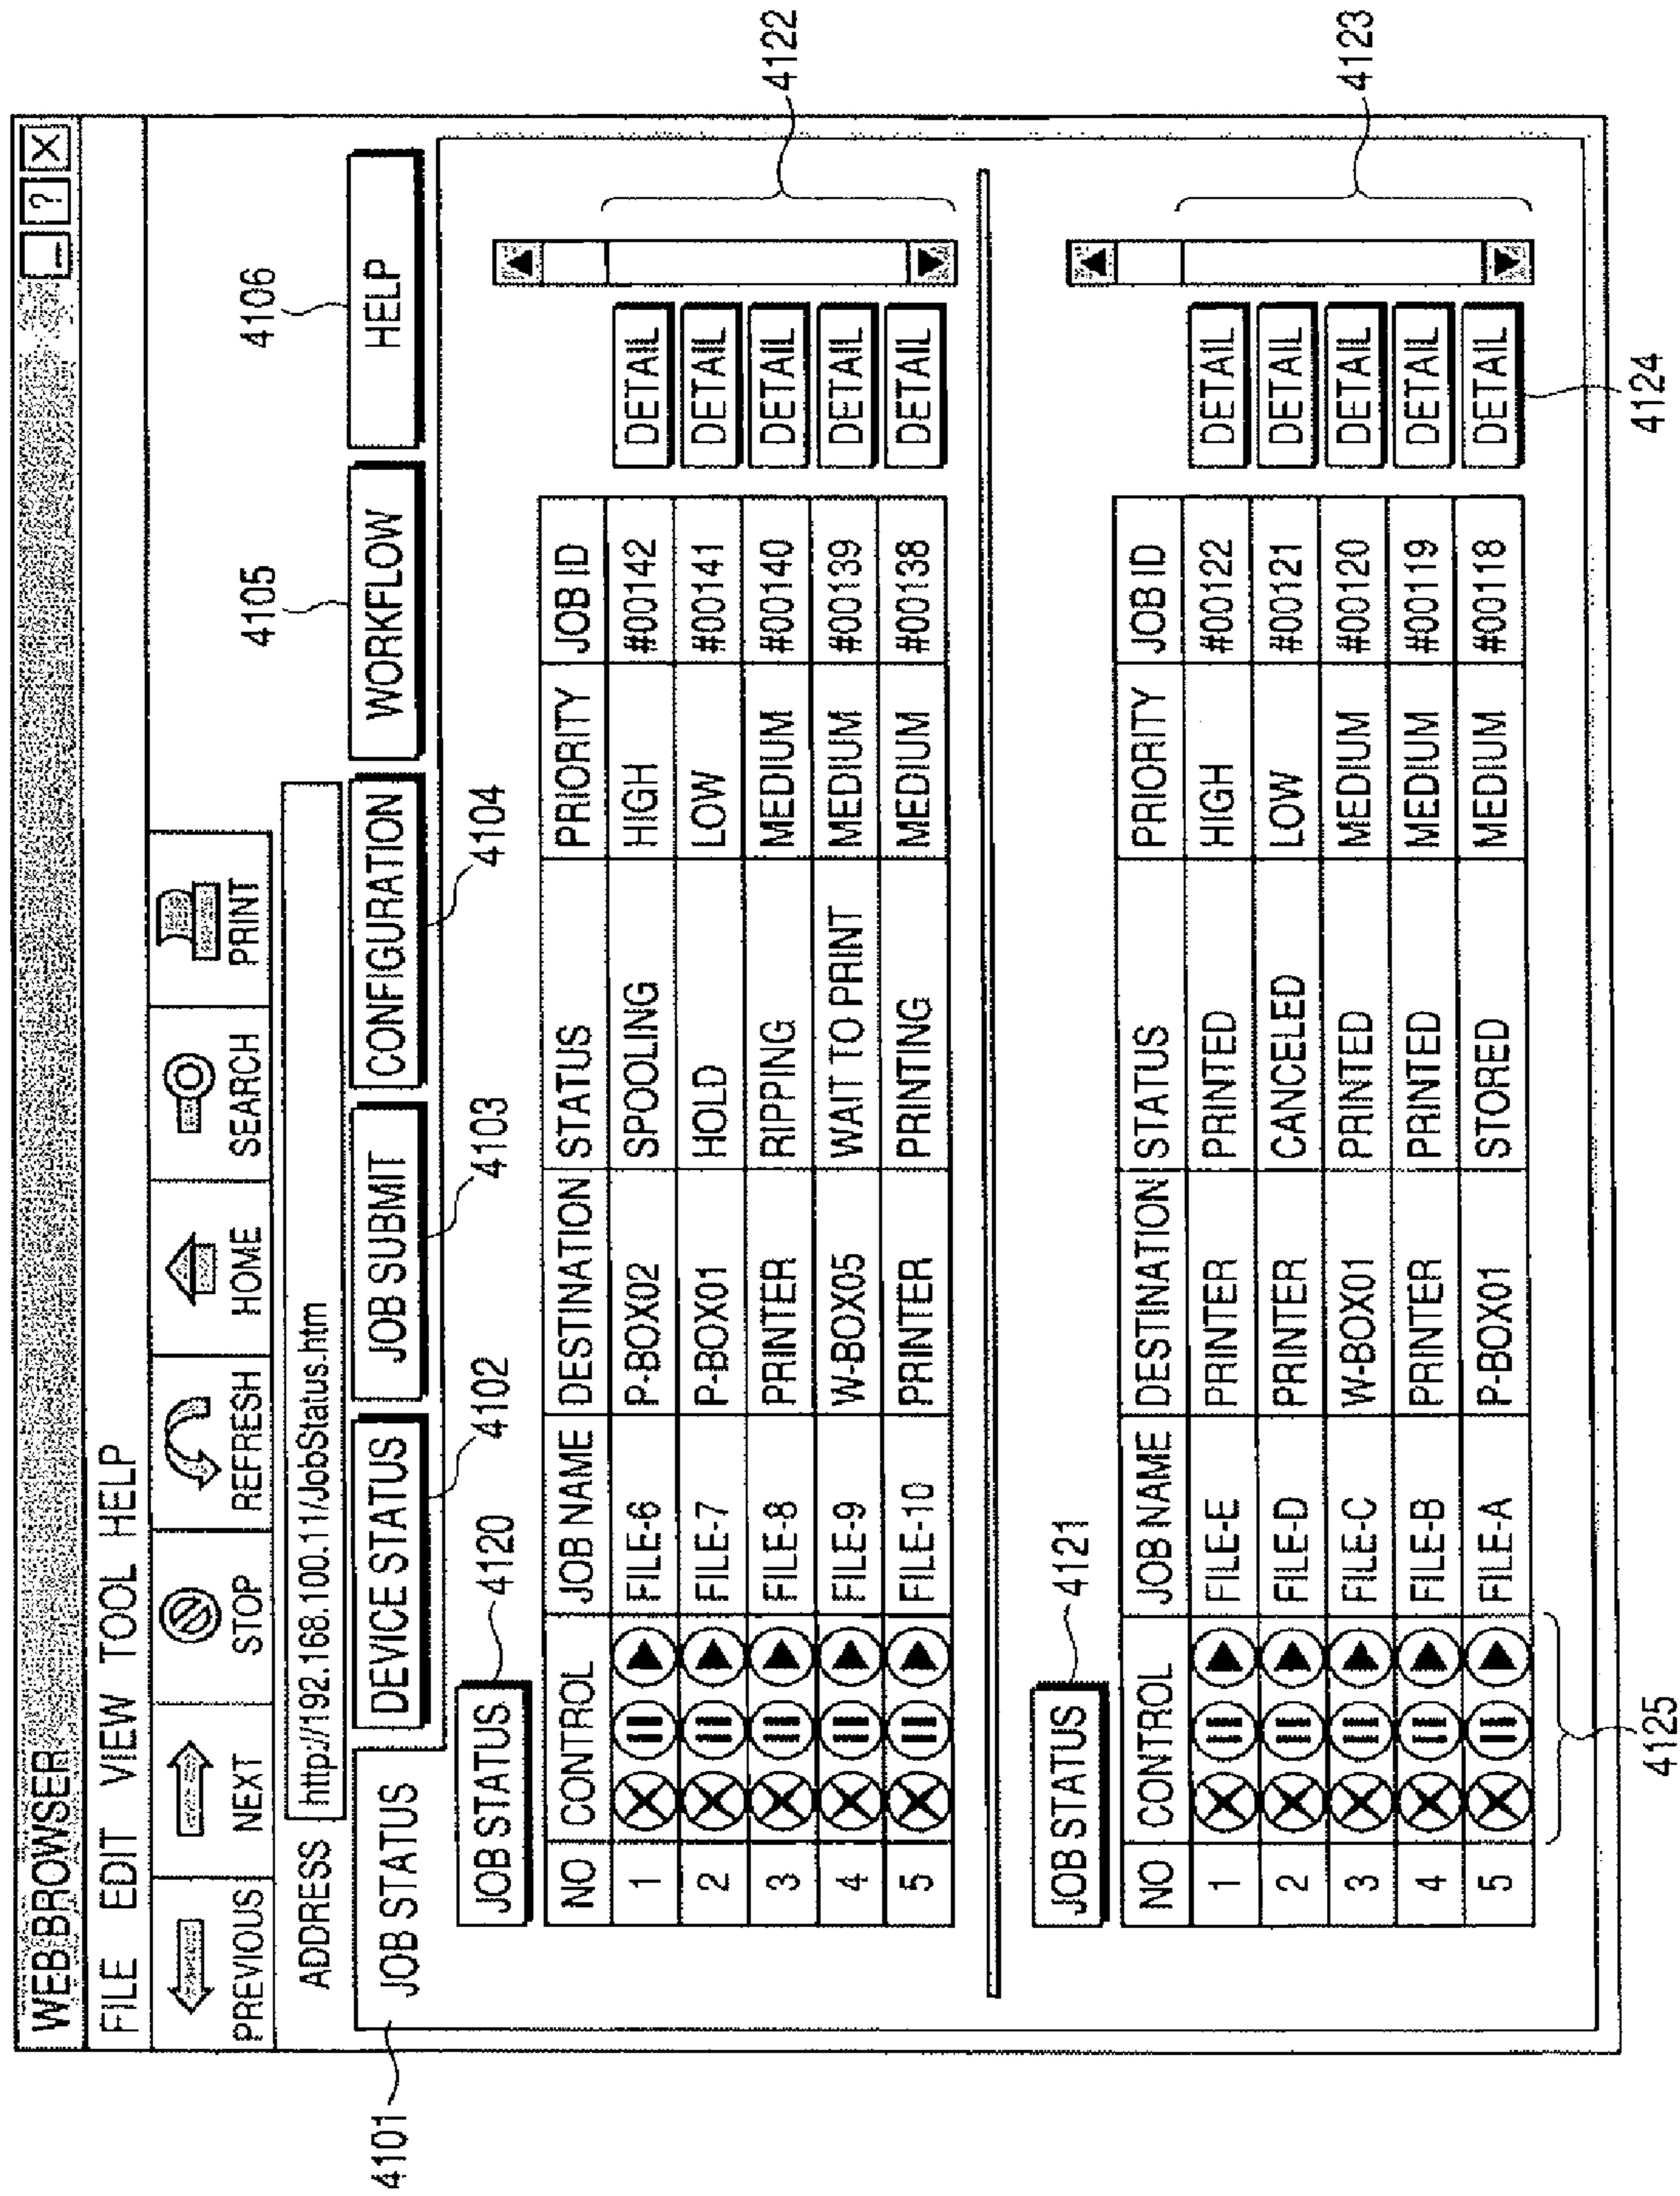 WEB BROWSER
FILE EDIT VIEW TOOL HELP
PREVIOUS NEXT STOP REFRESH HOME SEARCH PRINT
ADDRESS http://192.168.100.11/JobStatus.htm
4105 4106
4101 JOB STATUS DEVICE STATUS JOB SUBMIT CONFIGURATION WORKFLOW HELP
4102 4103 4104
JOB STATUS 4120
NO CONTROL JOB NAME DESTINATION STATUS PRIORITY JOB ID
1 FILE-6 P-BOX02 SPOOLING HIGH #00142 DETAIL
2 FILE-7 P-BOX01 HOLD LOW #00141 DETAIL
3 FILE-8 PRINTER RIPPING MEDIUM #00140 DETAIL
4 FILE-9 W-BOX05 WAIT TO PRINT MEDIUM #00139 DETAIL
5 FILE-10 PRINTER PRINTING MEDIUM #00138 DETAIL
4122
JOB STATUS 4121
NO CONTROL JOB NAME DESTINATION STATUS PRIORITY JOB ID
1 FILE-E PRINTER PRINTED HIGH #00122 DETAIL
2 FILE-D PRINTER CANCELED LOW #00121 DETAIL
3 FILE-C W-BOX01 PRINTED MEDIUM #00120 DETAIL
4 FILE-B PRINTER PRINTED MEDIUM #00119 DETAIL
5 FILE-A P-BOX01 STORED MEDIUM #00118 DETAIL
4123
4125 4124